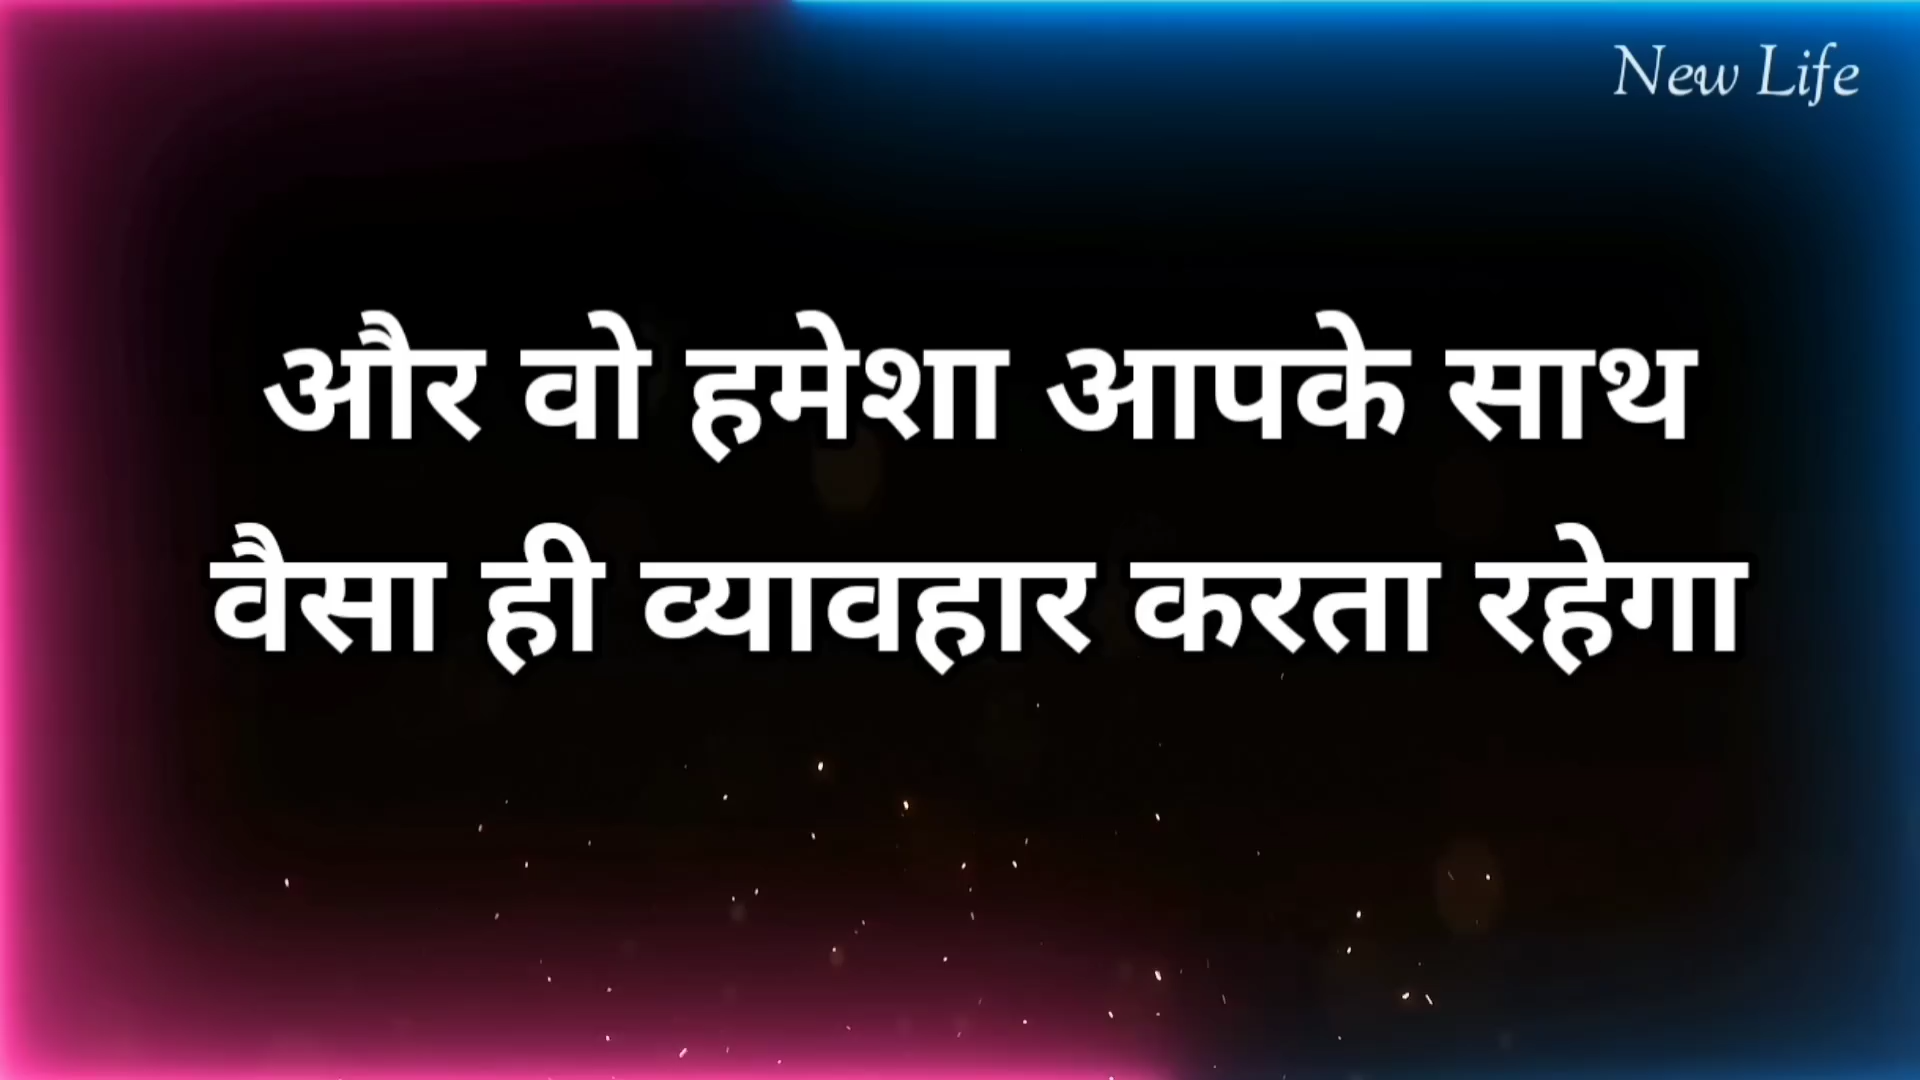 New Life
और वो हमेशा आपके साथ
वैसा ही व्यावहार करता रहेगा